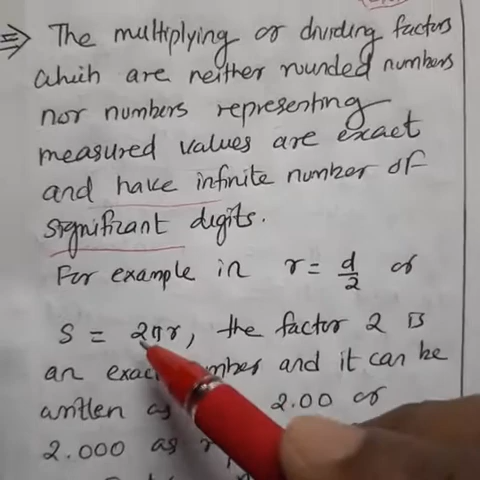 ⇒ The multiplying or dividing factors
which are neither rounded numbers
nor numbers representing
measured values are exact
and have infinite number of
significant digits.
For example in r = d/2 or
S = 2πr, the factor 2 is
an exact number and it can be
written as 2.00 or
2.000 as